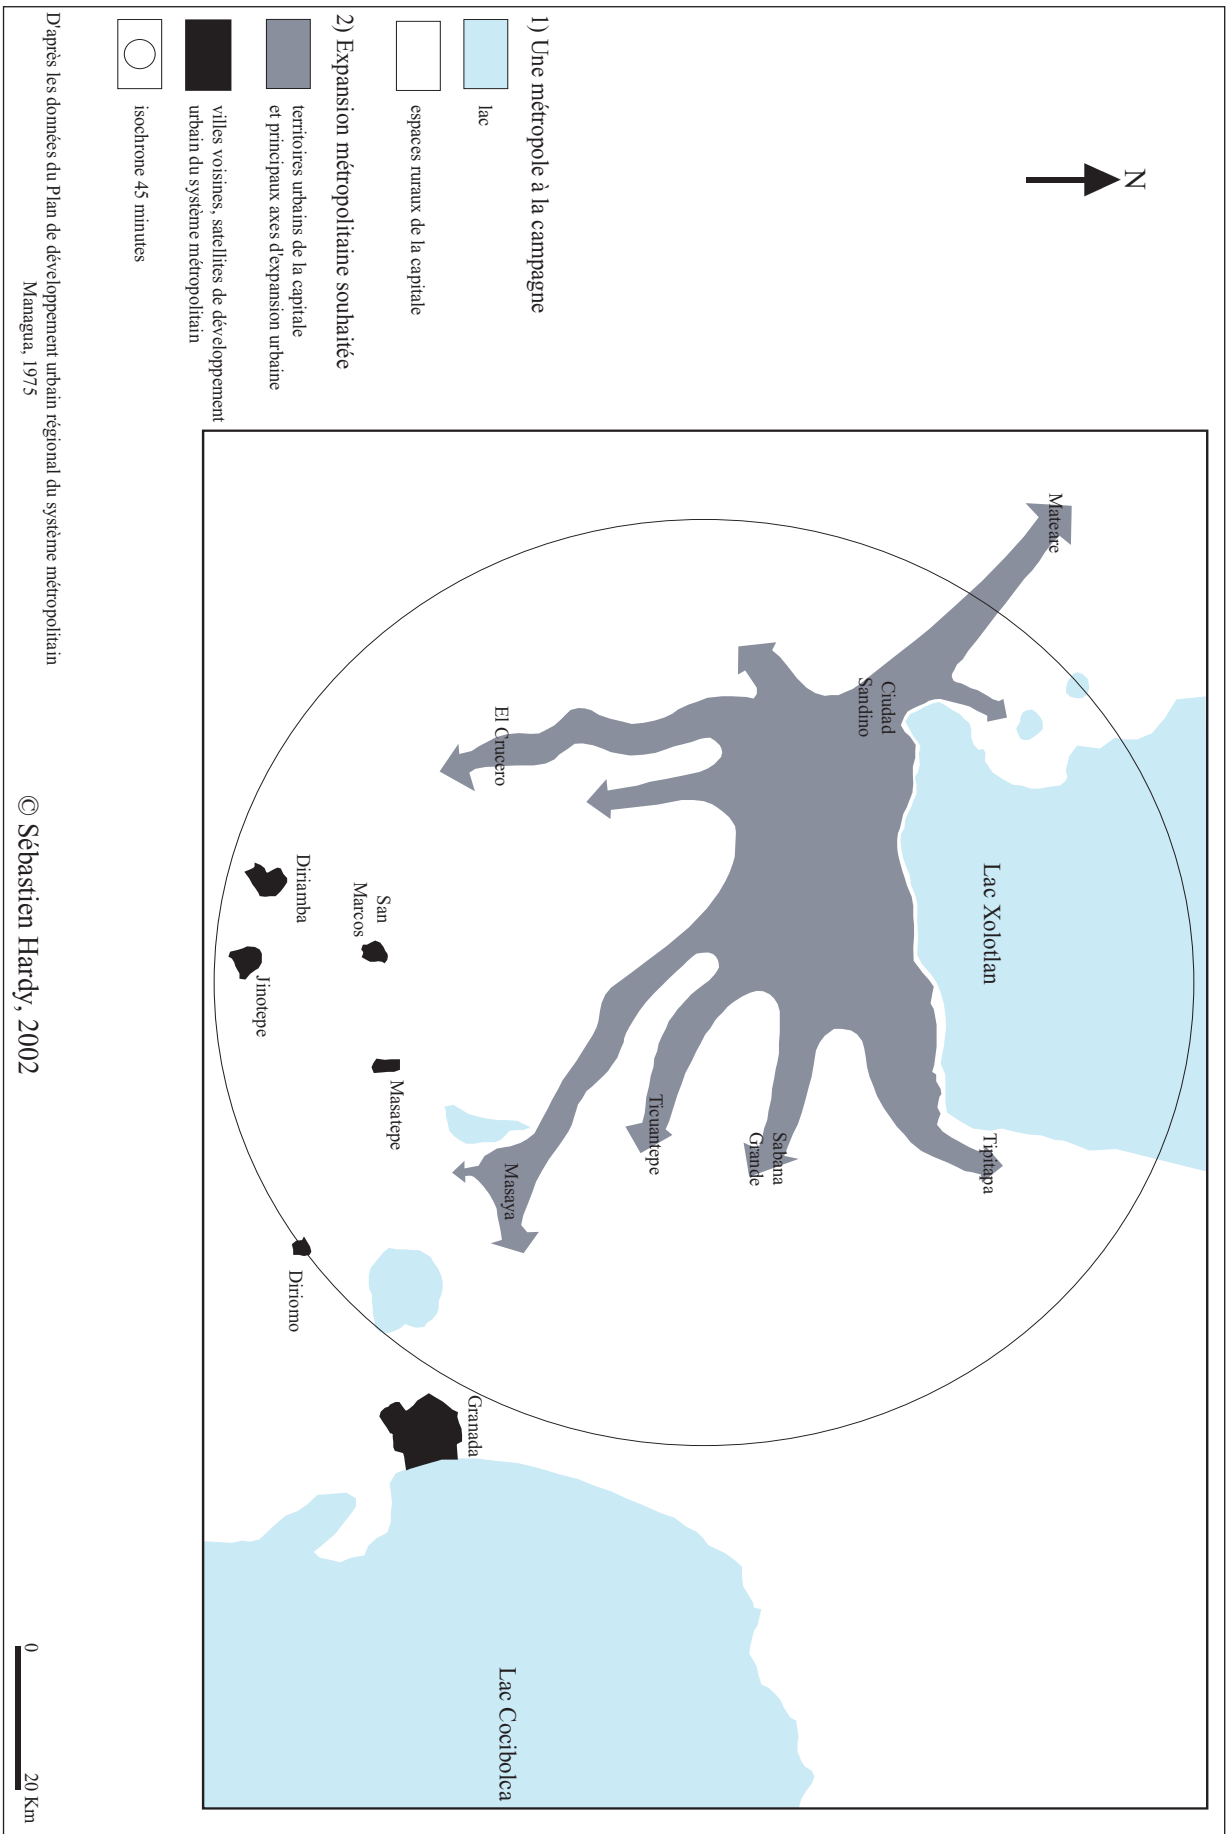 N
1) Une métropole à la campagne
lac
espaces ruraux de la capitale
2) Expansion métropolitaine souhaitée
territoires urbains de la capitale
et principaux axes d'expansion urbaine
villes voisines, satellites de développement
urbain du système métropolitain
isochrone 45 minutes
Mateare
Ciudad
Sandino
El Crucero
Lac Xolotlan
Diriamba
San
Marcos
Jinotepe
Masatepe
Tipitapa
Sabana
Grande
Ticuantepe
Masaya
Diriomo
Granada
Lac Cocibolca
D'après les données du Plan de développement urbain régional du système métropolitain
Managua, 1975
© Sébastien Hardy, 2002
0 20 Km